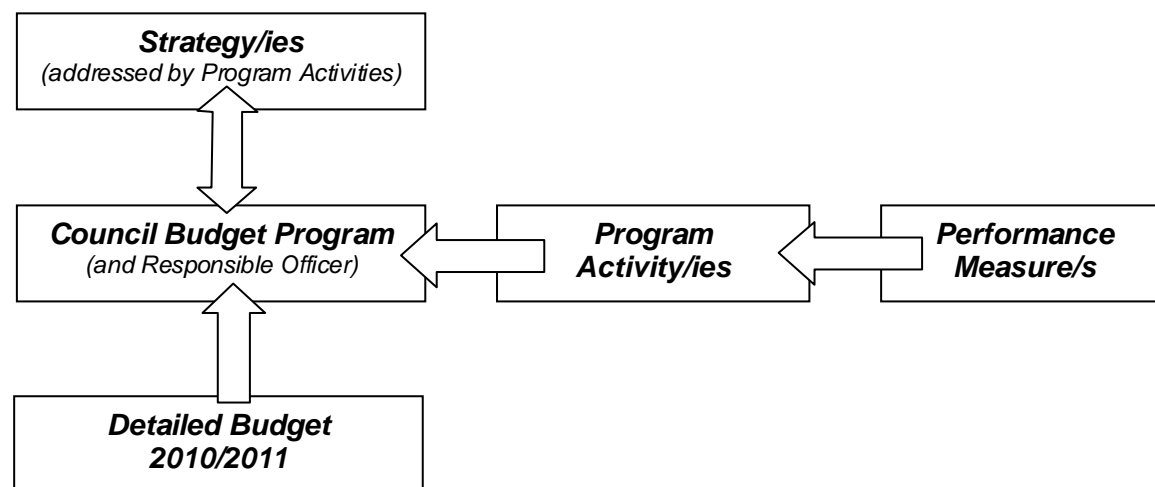 Strategy/ies
(addressed by Program Activities)
Council Budget Program
(and Responsible Officer)
Program
Activity/ies
Performance
Measure/s
Detailed Budget
2010/2011